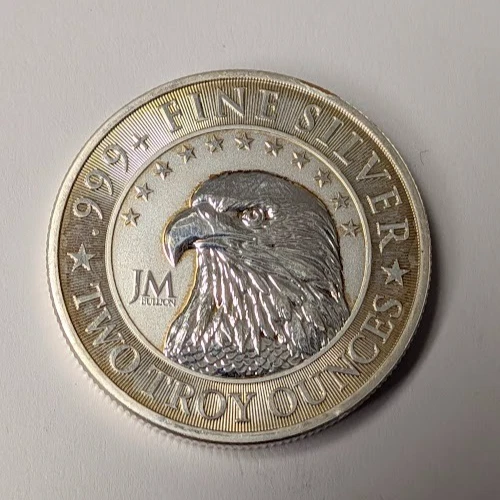 .999+ FINE SILVER
JM
BULLION
TWO TROY OUNCES